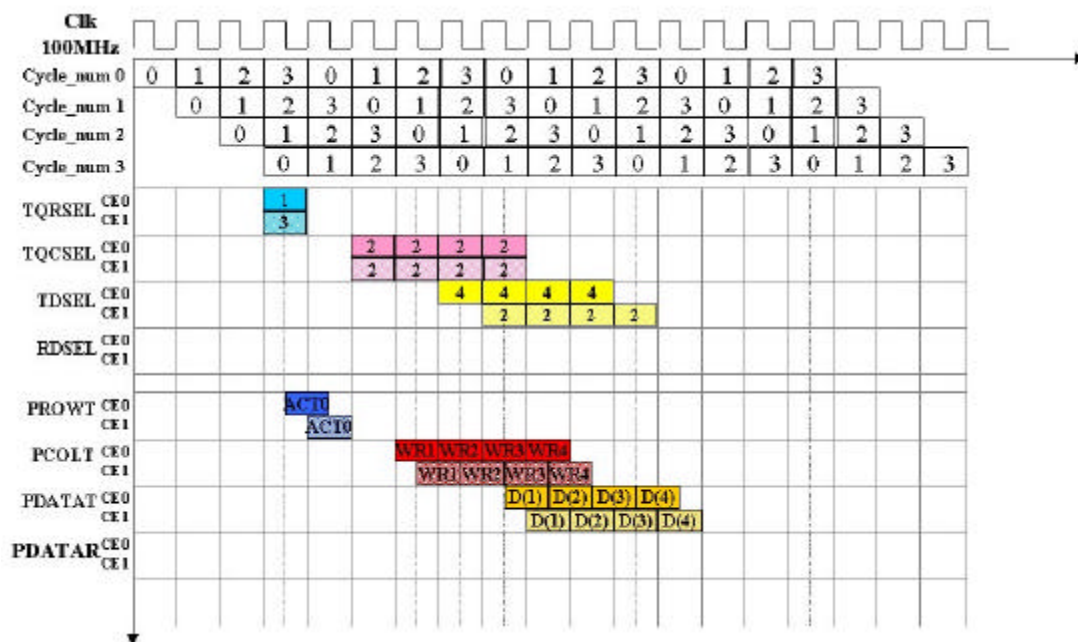 Clk
100MHz
Cycle_num 0 0 1 2 3 0 1 2 3 0 1 2 3 0 1 2 3
Cycle_num 1 0 1 2 3 0 1 2 3 0 1 2 3 0 1 2 3
Cycle_num 2 0 1 2 3 0 1 2 3 0 1 2 3 0 1 2 3
Cycle_num 3 0 1 2 3 0 1 2 3 0 1 2 3 0 1 2 3
TQRSEL CE0 1
CE1 3
TQCSEL CE0 2 2 2 2
CE1 2 2 2 2
TDSEL CE0 4 4 4 4
CE1 2 2 2 2
RDSEL CE0
CE1
PROWT CE0 ACT0
CE1 ACT0
PCOLT CE0 WR1 WR2 WR3 WR4
CE1 WR1 WR2 WR3 WR4
PDATAT CE0 D(1) D(2) D(3) D(4)
CE1 D(1) D(2) D(3) D(4)
PDATAR CE0
CE1